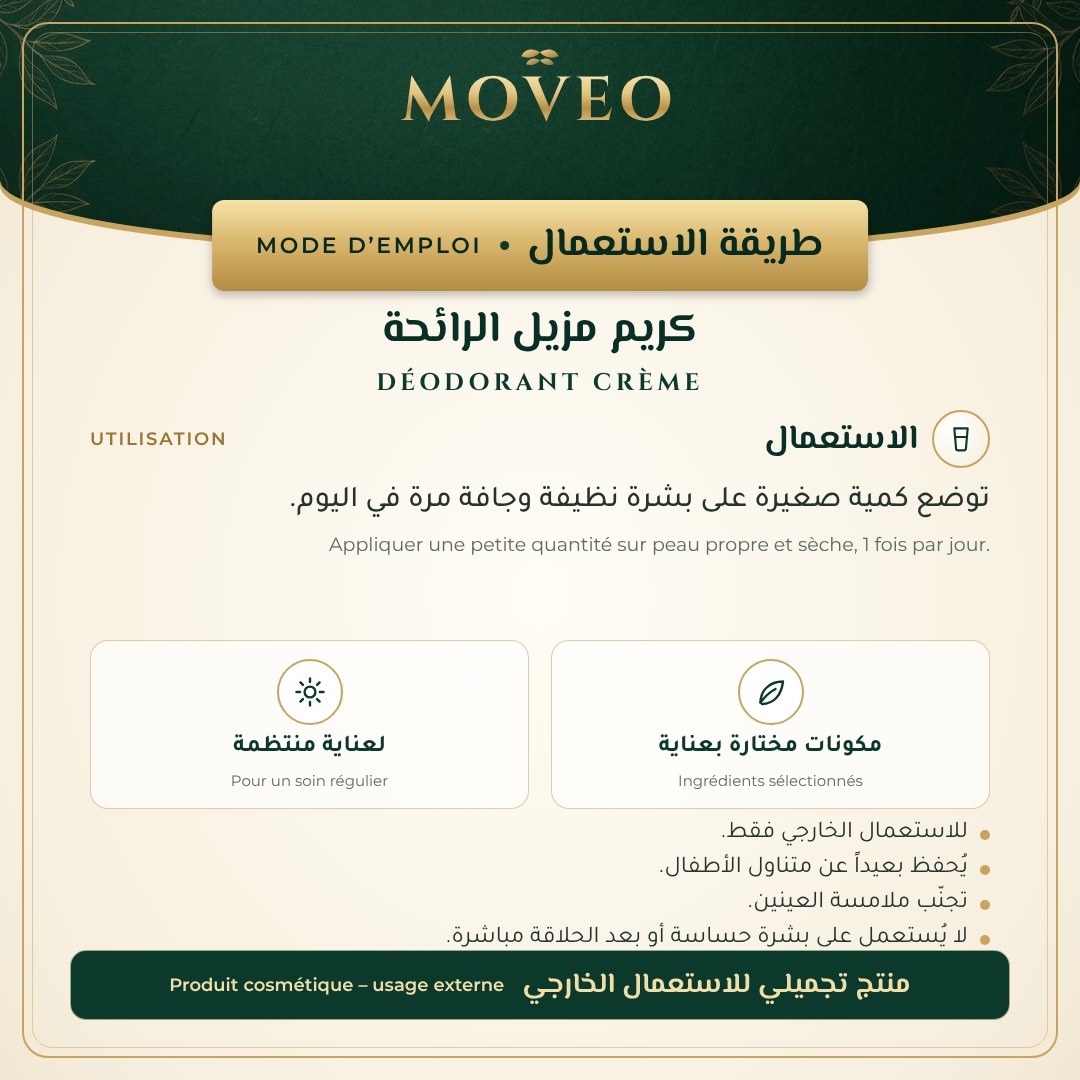 MOVEO
طريقة الاستعمال • MODE D’EMPLOI
كريم مزيل الرائحة
DÉODORANT CRÈME
الاستعمال
UTILISATION
توضع كمية صغيرة على بشرة نظيفة وجافة مرة في اليوم.
Appliquer une petite quantité sur peau propre et sèche, 1 fois par jour.
مكونات مختارة بعناية
Ingrédients sélectionnés
لعناية منتظمة
Pour un soin régulier
للاستعمال الخارجي فقط.
يُحفظ بعيداً عن متناول الأطفال.
تجنّب ملامسة العينين.
لا يُستعمل على بشرة حساسة أو بعد الحلاقة مباشرة.
منتج تجميلي للاستعمال الخارجي Produit cosmétique – usage externe